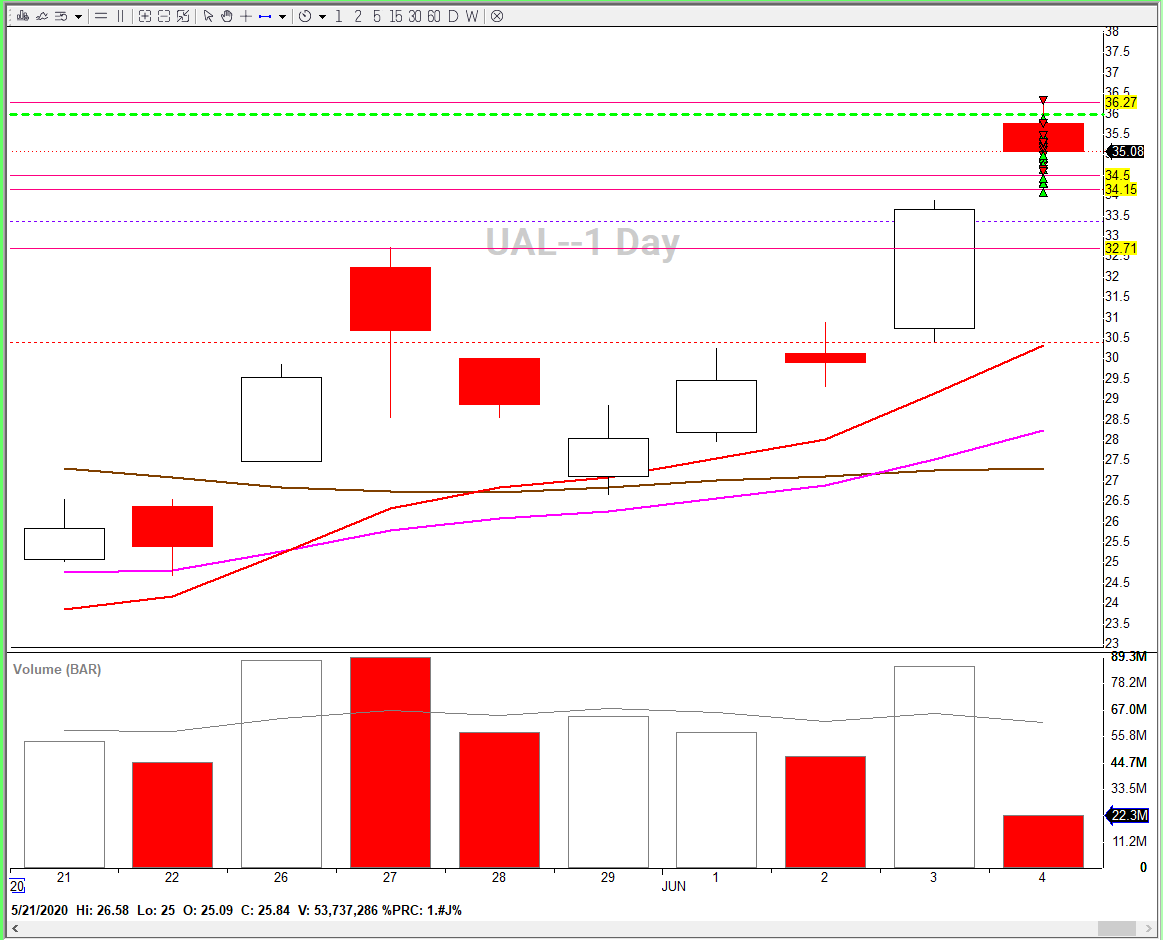 1 2 5 15 30 60 D W
UAL--1 Day
38
37.5
37
36.5
36.27
36
35.5
35.08
34.5
34.15
34
33.5
33
32.71
32.5
32
31.5
31
30.5
30
29.5
29
28.5
28
27.5
27
26.5
26
25.5
25
24.5
24
23.5
23
Volume (BAR)
89.3M
78.2M
67.0M
55.8M
44.7M
33.5M
22.3M
11.2M
0
21 22 26 27 28 29 1 2 3 4
20 JUN
5/21/2020 Hi: 26.58 Lo: 25 O: 25.09 C: 25.84 V: 53,737,286 %PRC: 1.#J%